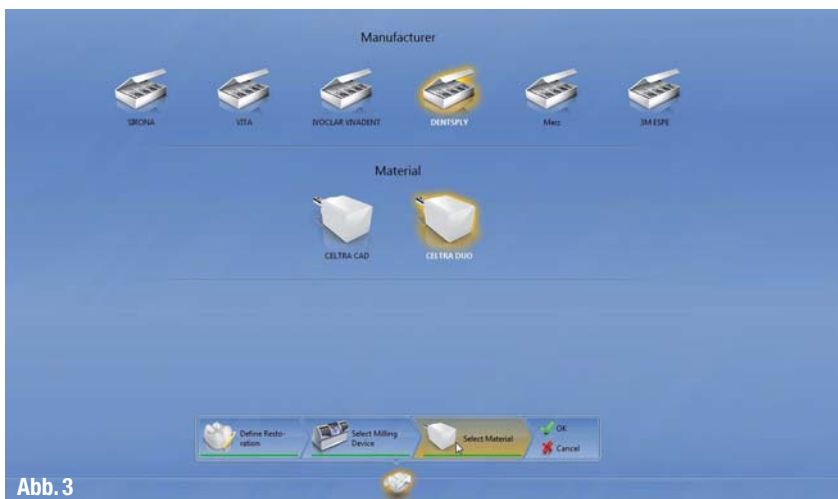 Manufacturer
SIRONA
VITA
IVOCLAR VIVADENT
DENTSPLY
Merz
3M ESPE
Material
CELTRA CAD
CELTRA DUO
Define Resto-
ration
Select Milling
Device
Select Material
OK
Cancel
Abb. 3